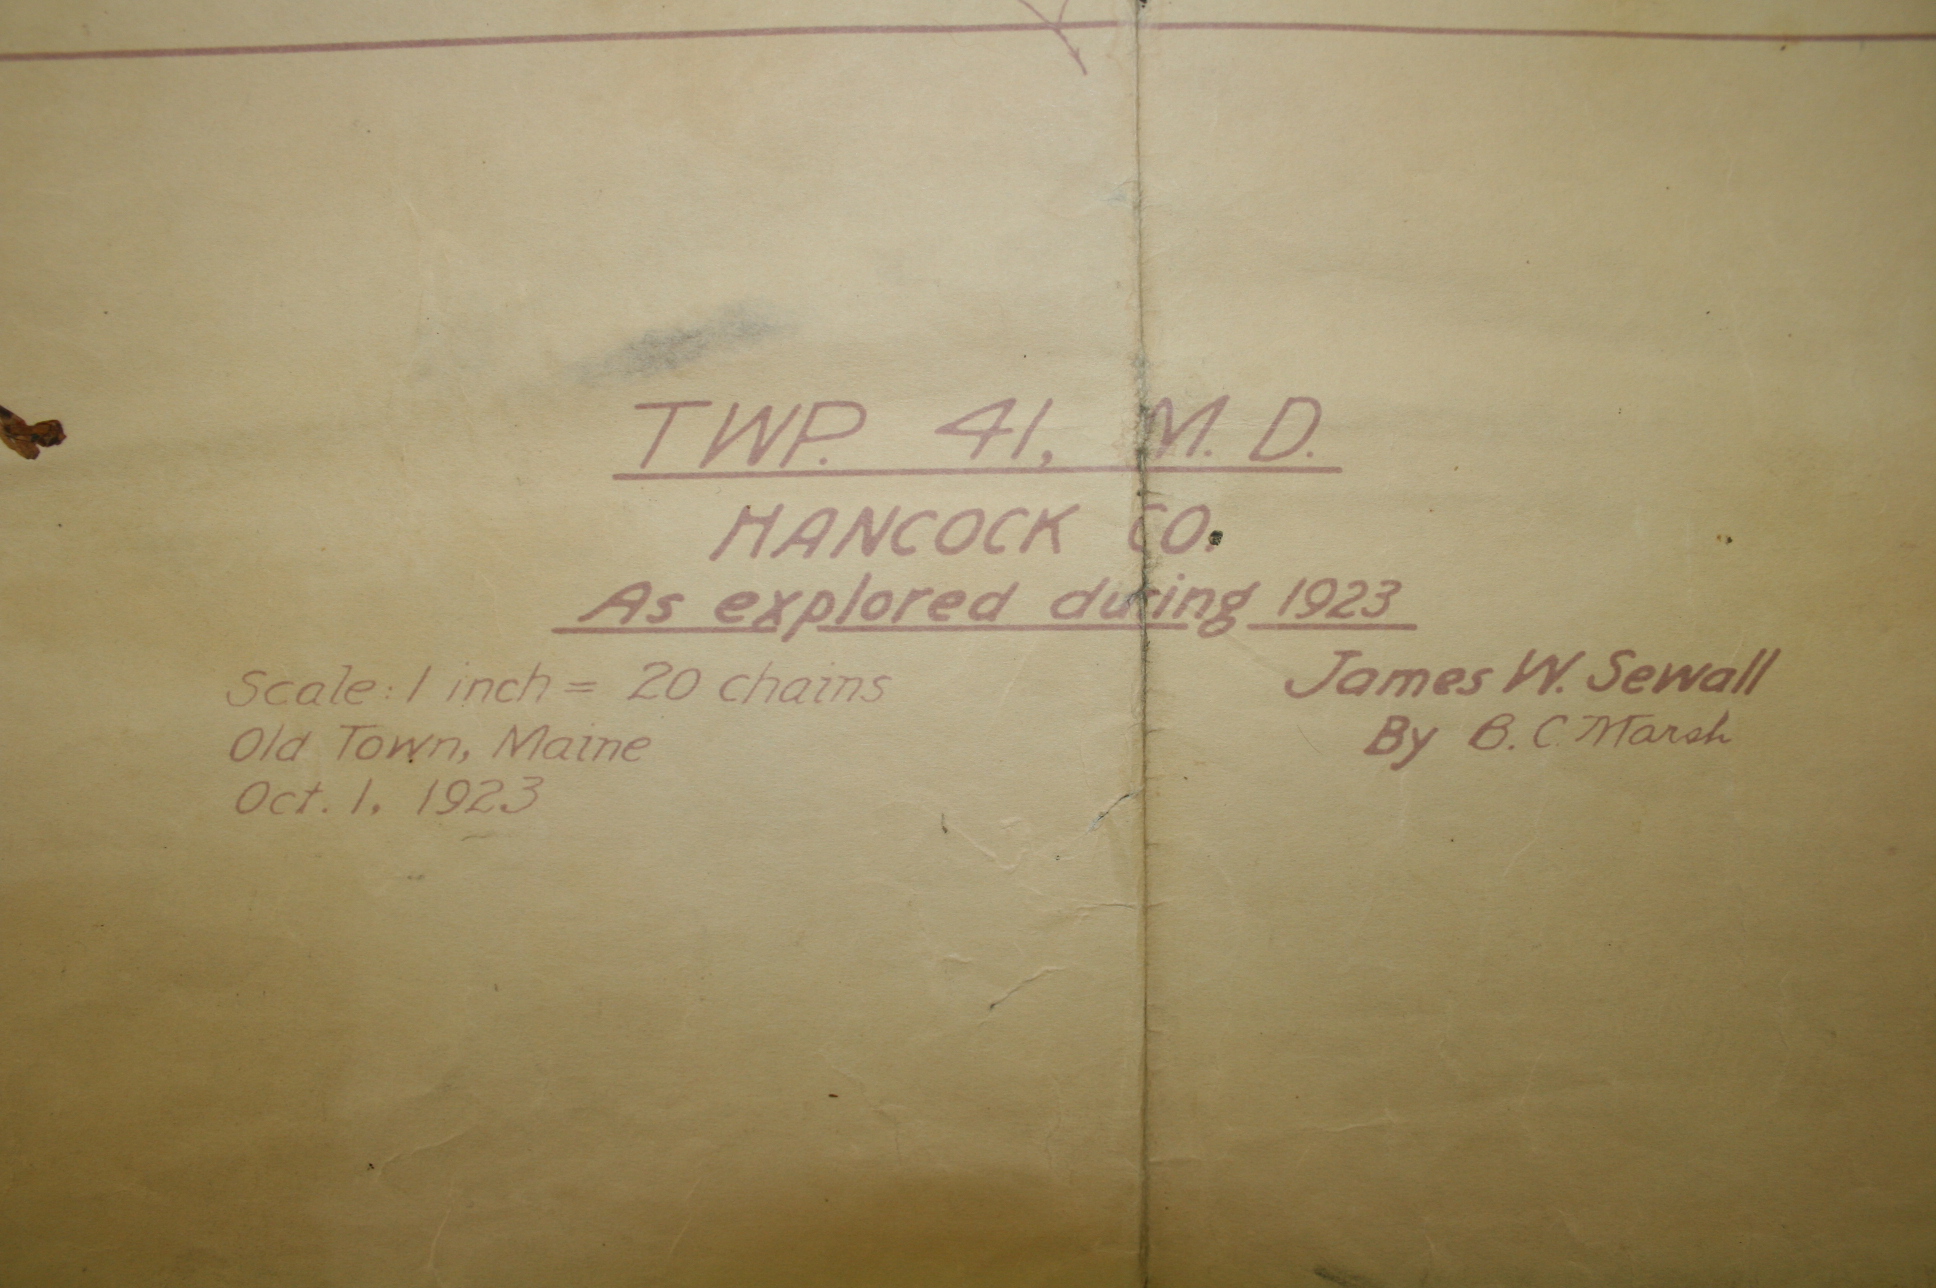 TWP. 41, M. D.
HANCOCK CO.
As explored during 1923
Scale: 1 inch = 20 chains
Old Town, Maine
Oct. 1, 1923
James W. Sewall
By B. C. Marsh